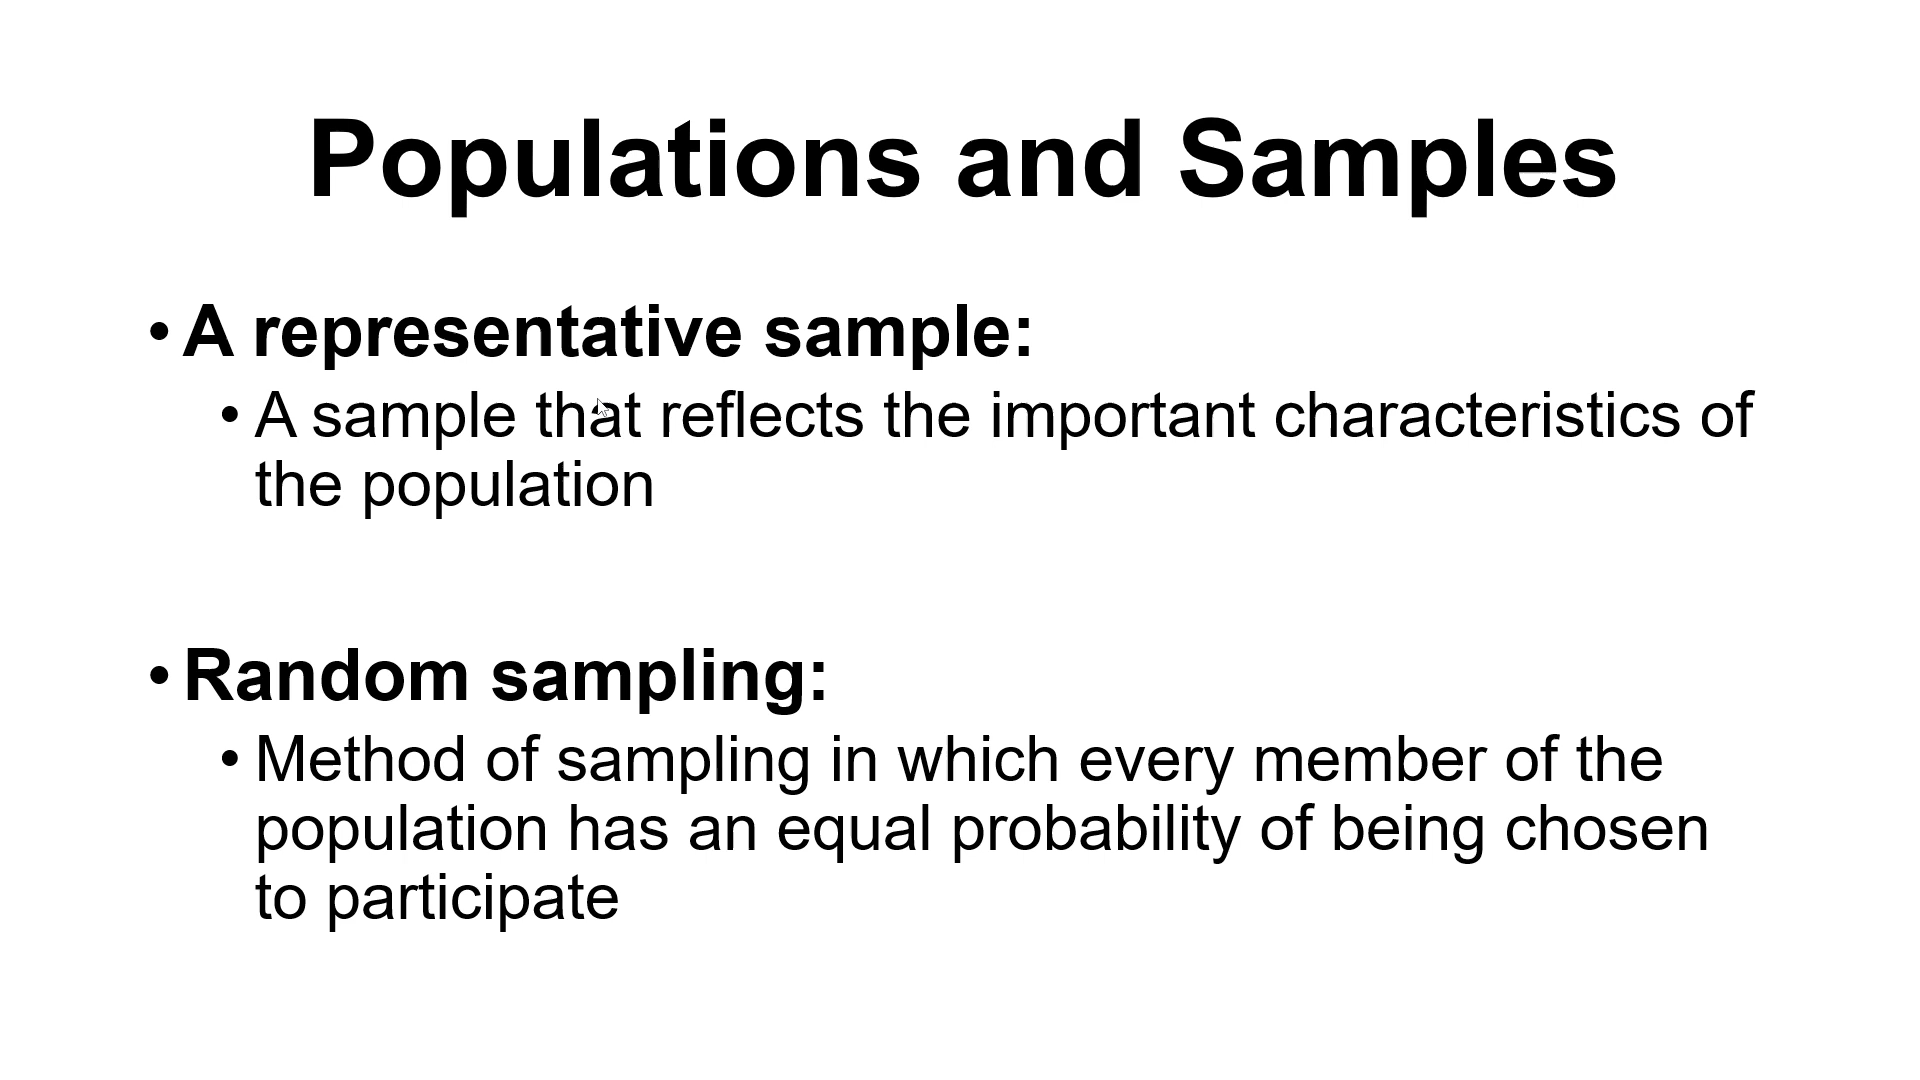 Populations and Samples
• A representative sample:
• A sample that reflects the important characteristics of
the population
• Random sampling:
• Method of sampling in which every member of the
population has an equal probability of being chosen
to participate